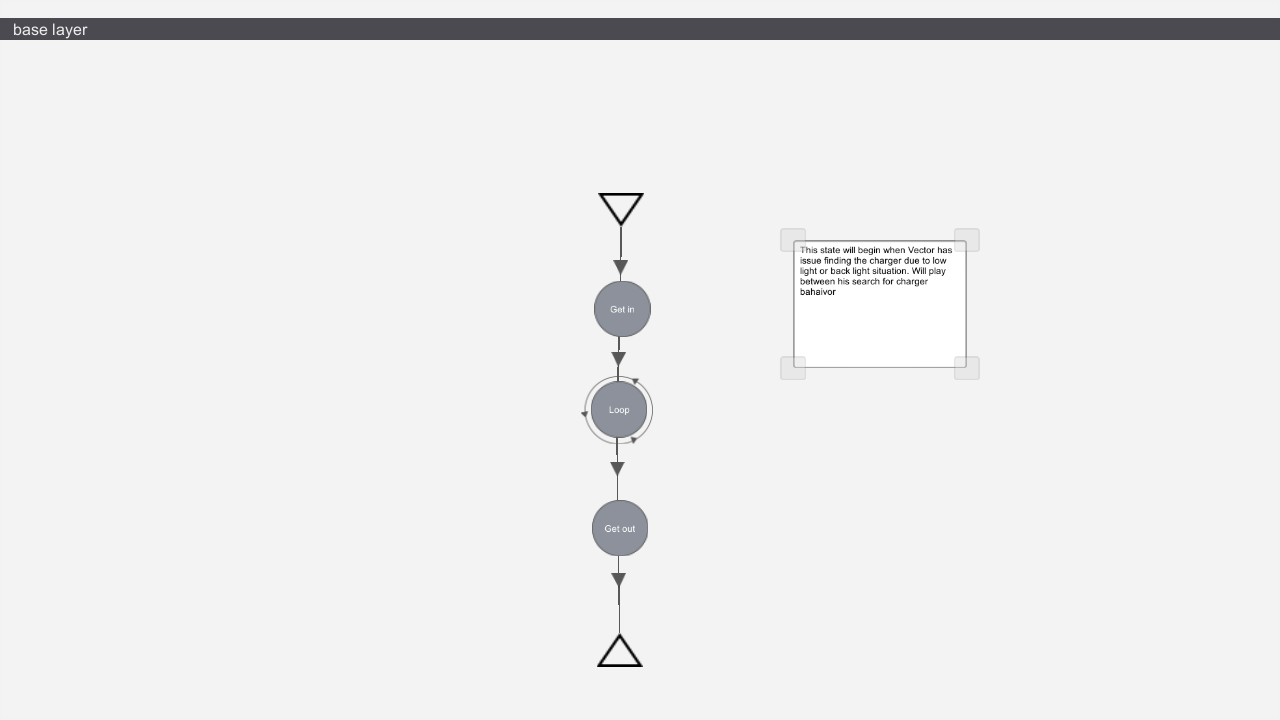 base layer
This state will begin when Vector has
issue finding the charger due to low
light or back light situation. Will play
between his search for charger
bahaivor
Get in
Loop
Get out